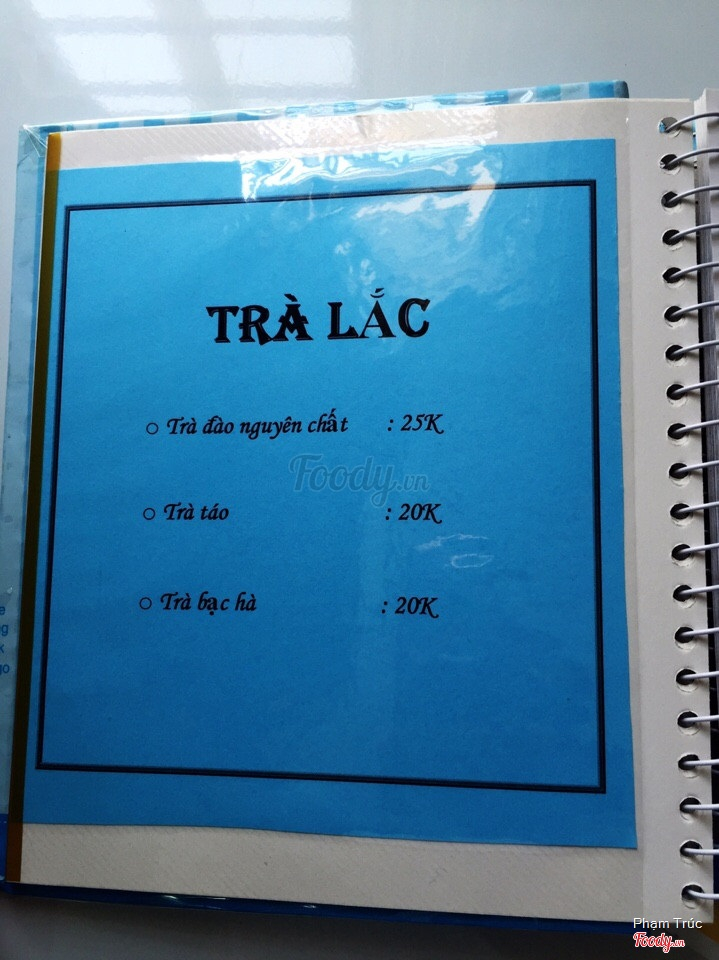 TRÀ LẮC
Trà đào nguyên chất : 25K
Foody.vn
Trà táo : 20K
Trà bạc hà : 20K
Phạm Trúc
Foody.vn